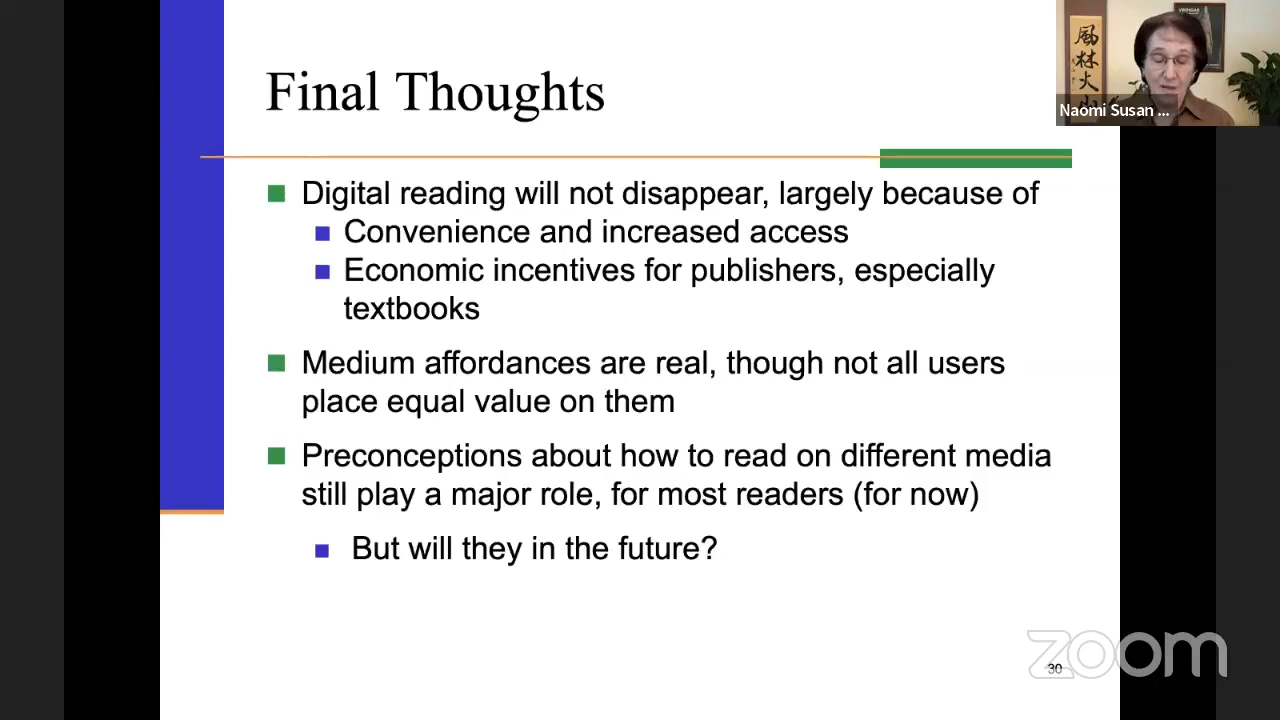 Final Thoughts
Digital reading will not disappear, largely because of
Convenience and increased access
Economic incentives for publishers, especially
textbooks
Medium affordances are real, though not all users
place equal value on them
Preconceptions about how to read on different media
still play a major role, for most readers (for now)
But will they in the future?
30
風
林
火
Naomi Susan ...
zoom